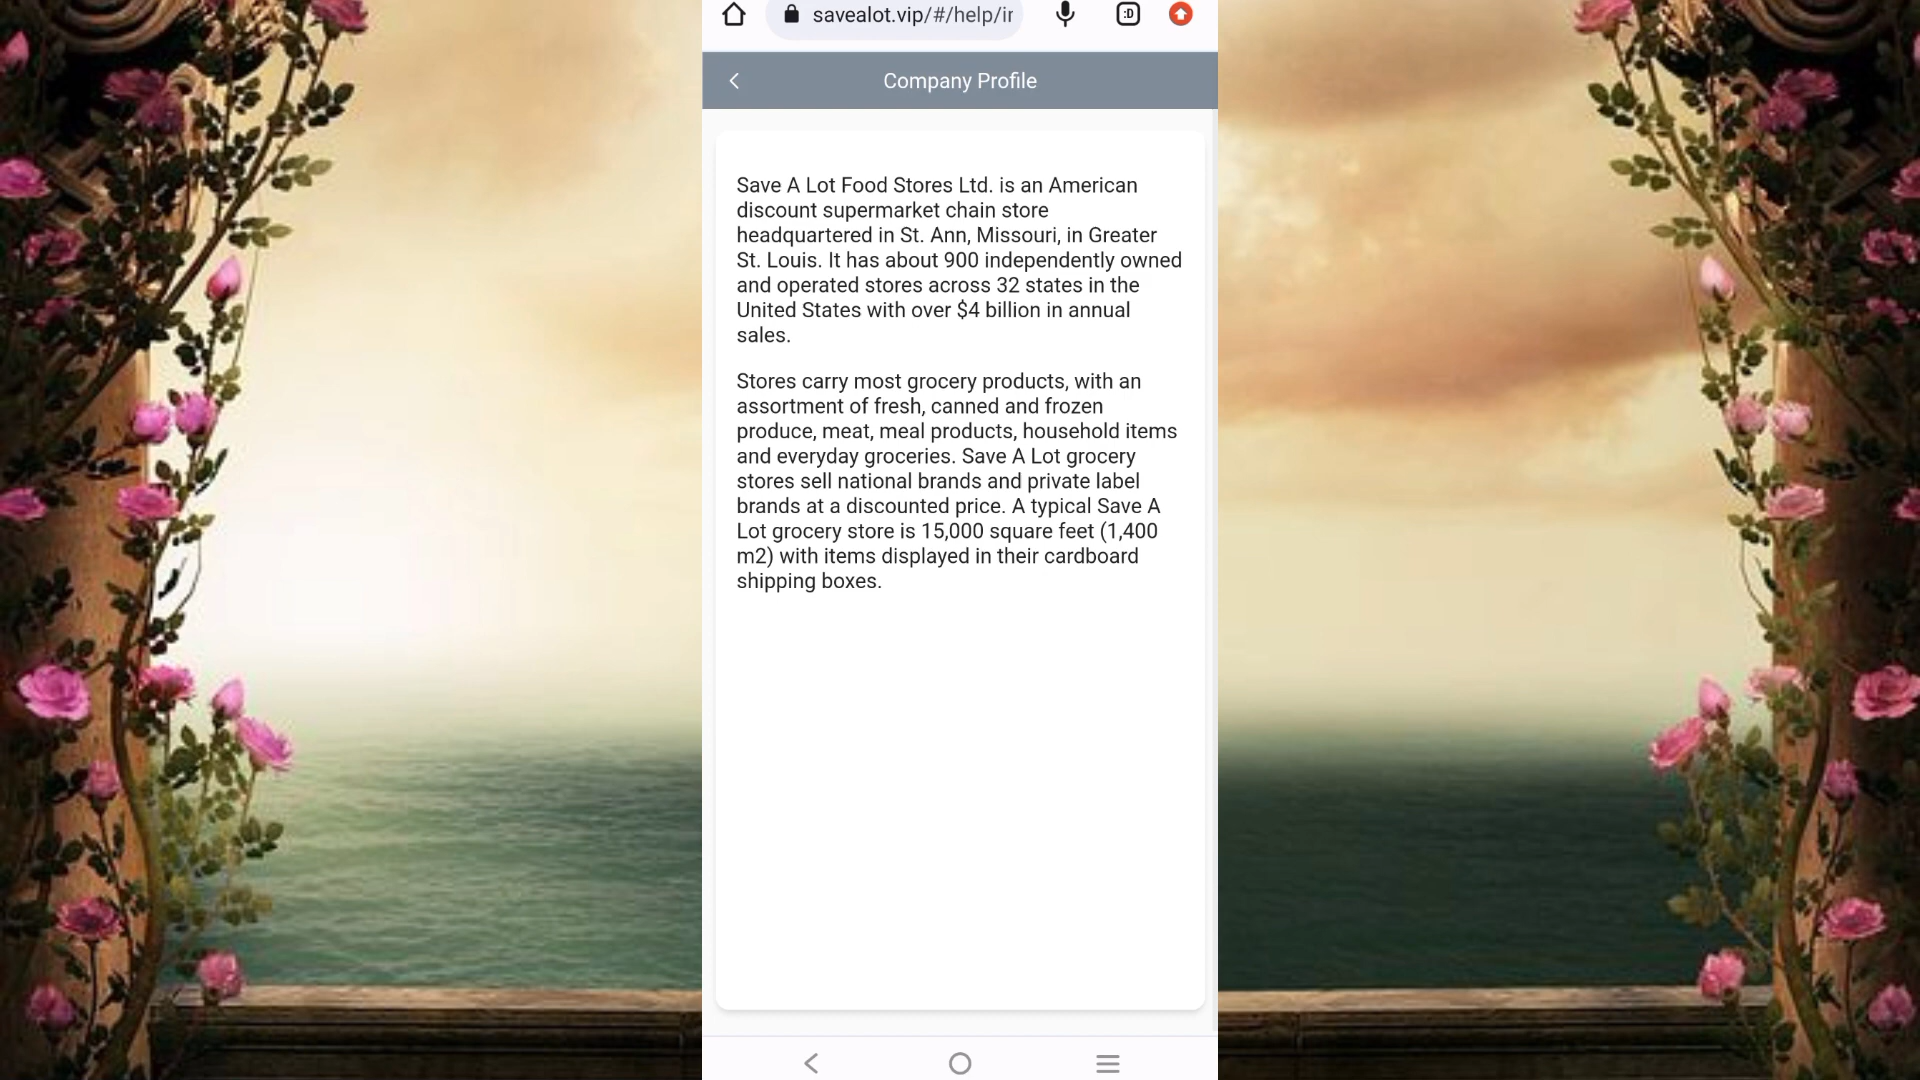 savealot.vip/#/help/ir
:D
Company Profile
Save A Lot Food Stores Ltd. is an American
discount supermarket chain store
headquartered in St. Ann, Missouri, in Greater
St. Louis. It has about 900 independently owned
and operated stores across 32 states in the
United States with over $4 billion in annual
sales.
Stores carry most grocery products, with an
assortment of fresh, canned and frozen
produce, meat, meal products, household items
and everyday groceries. Save A Lot grocery
stores sell national brands and private label
brands at a discounted price. A typical Save A
Lot grocery store is 15,000 square feet (1,400
m2) with items displayed in their cardboard
shipping boxes.